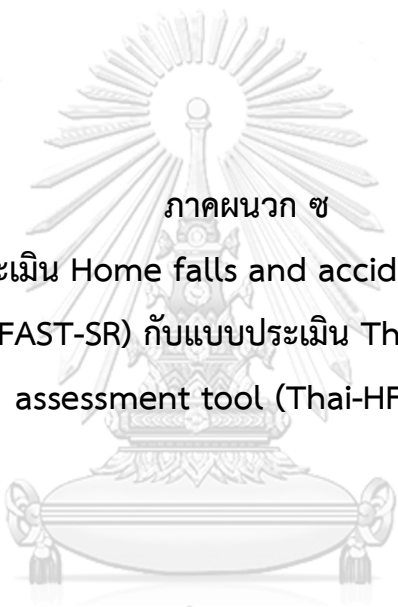 ภาคผนวก ซ
ะเมิน Home falls and accid
FAST-SR) กับแบบประเมิน Th
assessment tool (Thai-HF